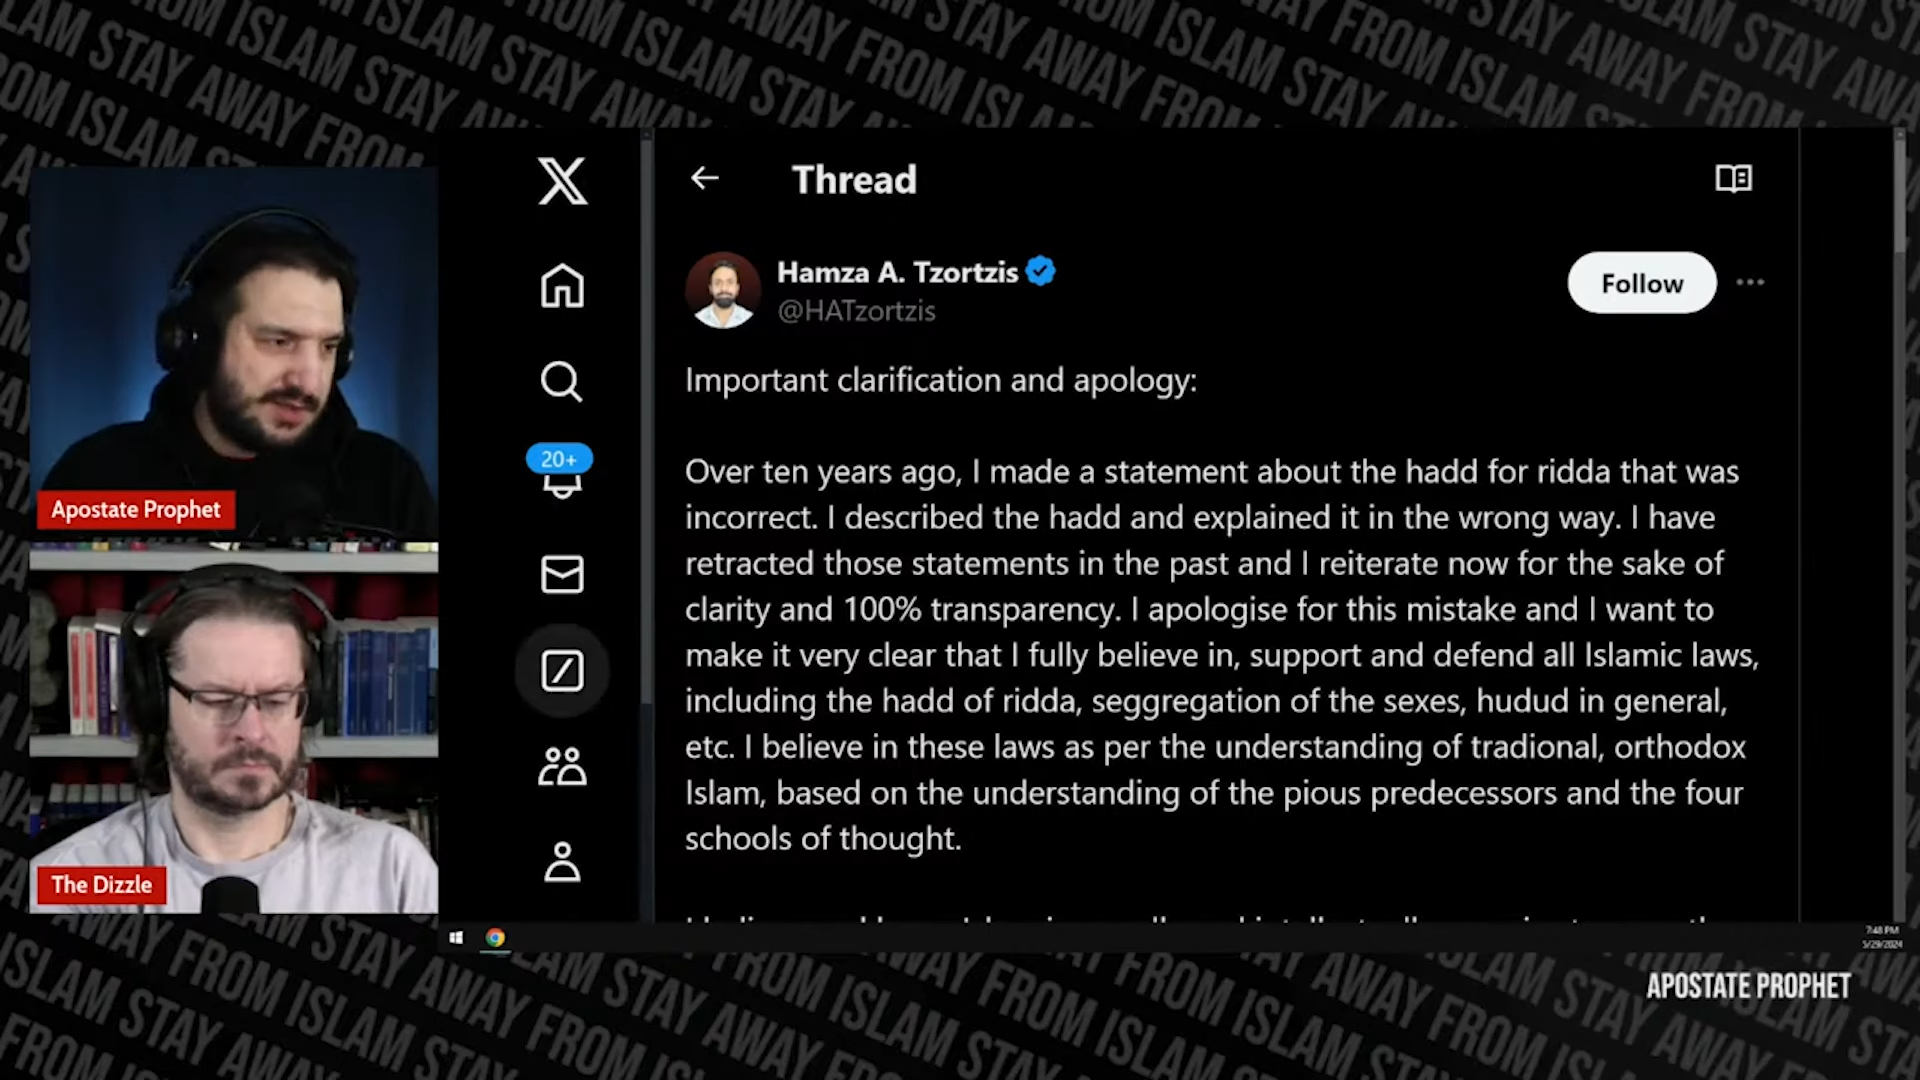 Thread
Hamza A. Tzortzis
@HATzortzis
Follow
Important clarification and apology:
Over ten years ago, I made a statement about the hadd for ridda that was
incorrect. I described the hadd and explained it in the wrong way. I have
retracted those statements in the past and I reiterate now for the sake of
clarity and 100% transparency. I apologise for this mistake and I want to
make it very clear that I fully believe in, support and defend all Islamic laws,
including the hadd of ridda, seggregation of the sexes, hudud in general,
etc. I believe in these laws as per the understanding of tradional, orthodox
Islam, based on the understanding of the pious predecessors and the four
schools of thought.
20+
Apostate Prophet
The Dizzle
7:48 PM
5/29/2024
APOSTATE PROPHET
STAY AWAY FROM ISLAM